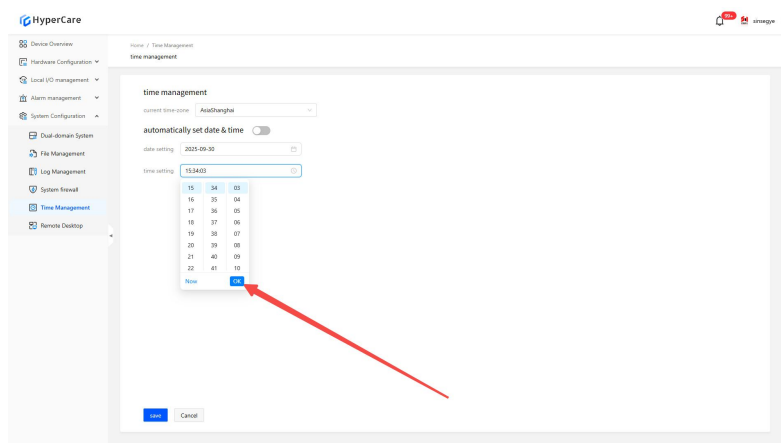 HyperCare
99+
sinsegye
Device Overview
Hardware Configuration
Local I/O management
Alarm management
System Configuration
Dual-domain System
File Management
Log Management
System firewall
Time Management
Remote Desktop
Home / Time Management
time management
time management
current time-zone AsiaShanghai
automatically set date & time
date setting 2025-09-30
time setting 15:34:03
15 34 03
16 35 04
17 36 05
18 37 06
19 38 07
20 39 08
21 40 09
22 41 10
Now OK
save Cancel